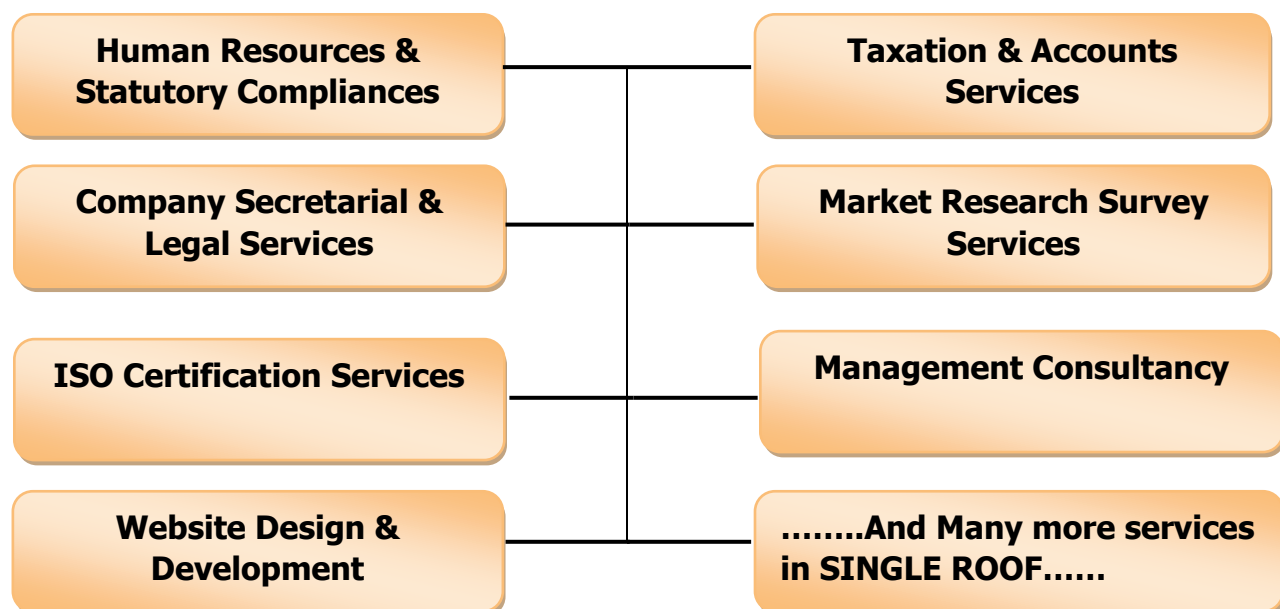 Human Resources &
Statutory Compliances
Taxation & Accounts
Services
Company Secretarial &
Legal Services
Market Research Survey
Services
ISO Certification Services
Management Consultancy
Website Design &
Development
........And Many more services
in SINGLE ROOF......